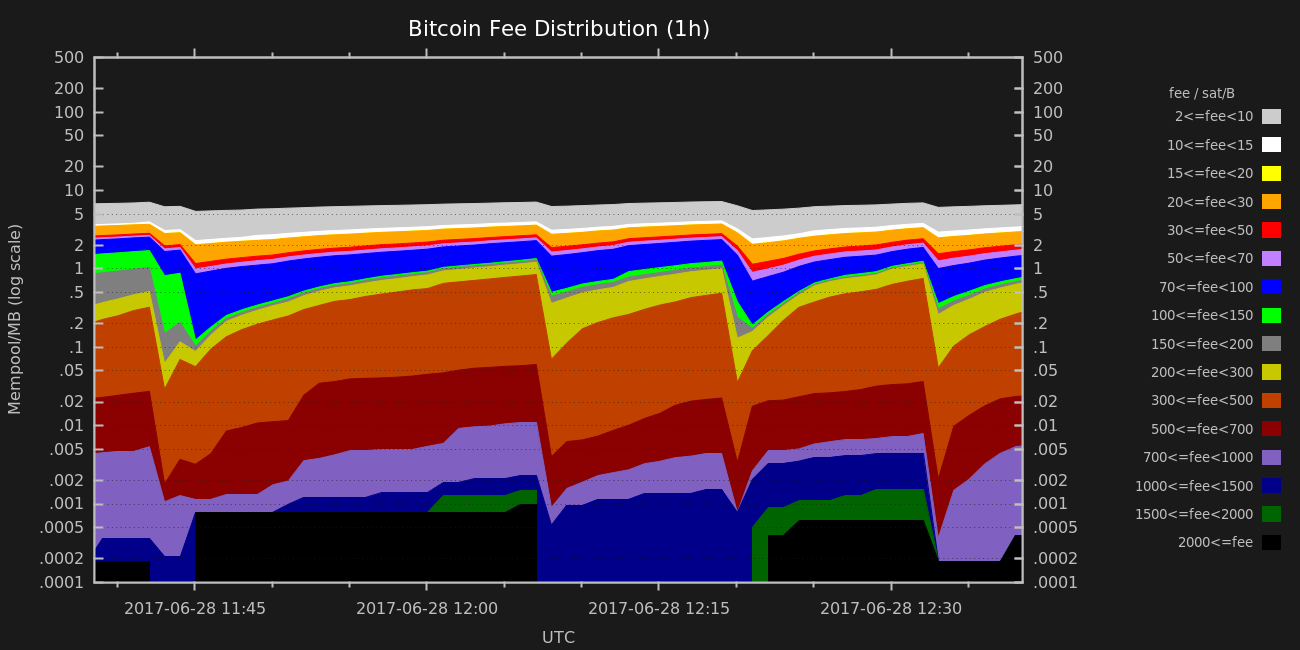 Bitcoin Fee Distribution (1h)
500
200
100
50
20
10
5
2
1
.5
.2
.1
.05
.02
.01
.005
.002
.001
.0005
.0002
.0001
Mempool/MB (log scale)
500
200
100
50
20
10
5
2
1
.5
.2
.1
.05
.02
.01
.005
.002
.001
.0005
.0002
.0001
2017-06-28 11:45
2017-06-28 12:00
2017-06-28 12:15
2017-06-28 12:30
UTC
fee / sat/B
2<=fee<10
10<=fee<15
15<=fee<20
20<=fee<30
30<=fee<50
50<=fee<70
70<=fee<100
100<=fee<150
150<=fee<200
200<=fee<300
300<=fee<500
500<=fee<700
700<=fee<1000
1000<=fee<1500
1500<=fee<2000
2000<=fee